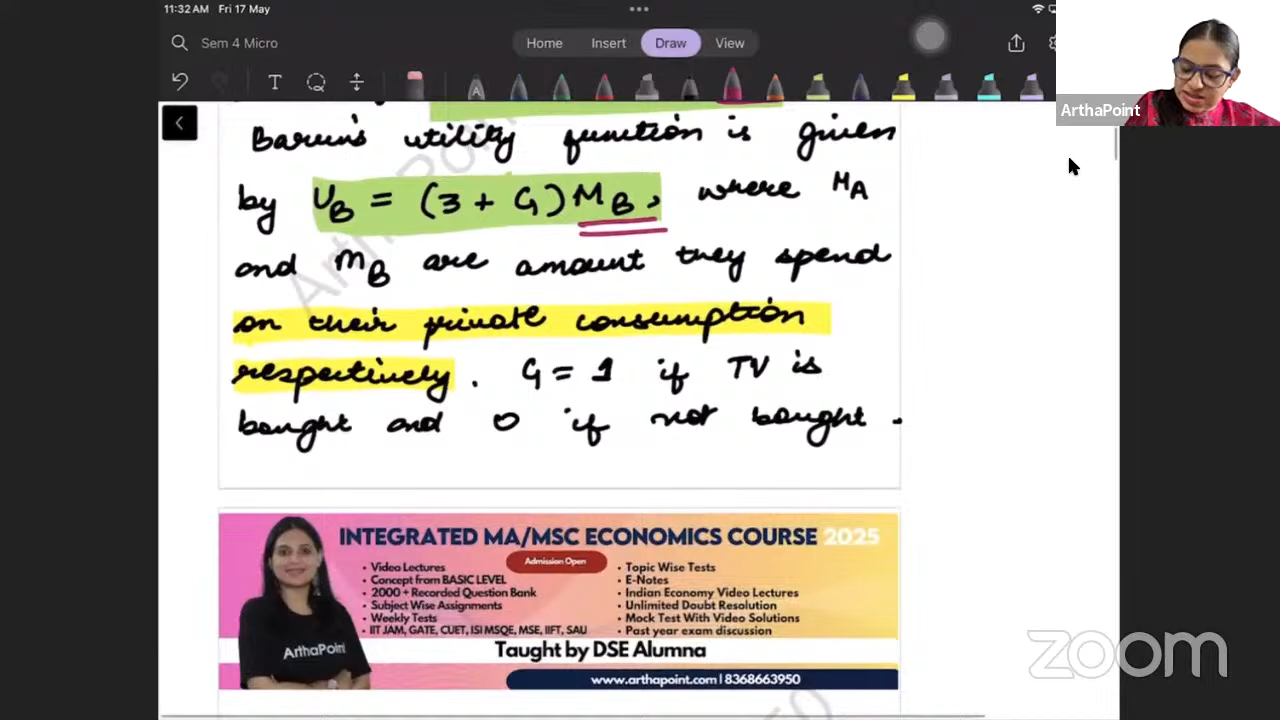 11:32 AM Fri 17 May
Sem 4 Micro
Home Insert Draw View
ArthaPoint
Barun's utility function is given
by U_B = (3 + G) M_B, where M_A
and M_B are amount they spend
on their private consumption
respectively. G = 1 if TV is
bought and 0 if not bought.
INTEGRATED MA/MSC ECONOMICS COURSE 2025
Admission Open
• Video Lectures
• Concept from BASIC LEVEL
• 2000 + Recorded Question Bank
• Subject Wise Assignments
• Weekly Tests
• IIT JAM, GATE, CUET, ISI MSQE, MSE, IIFT, SAU
• Topic Wise Tests
• E-Notes
• Indian Economy Video Lectures
• Unlimited Doubt Resolution
• Mock Test With Video Solutions
• Past year exam discussion
ArthaPoint
Taught by DSE Alumna
www.arthapoint.com | 8368663950
zoom